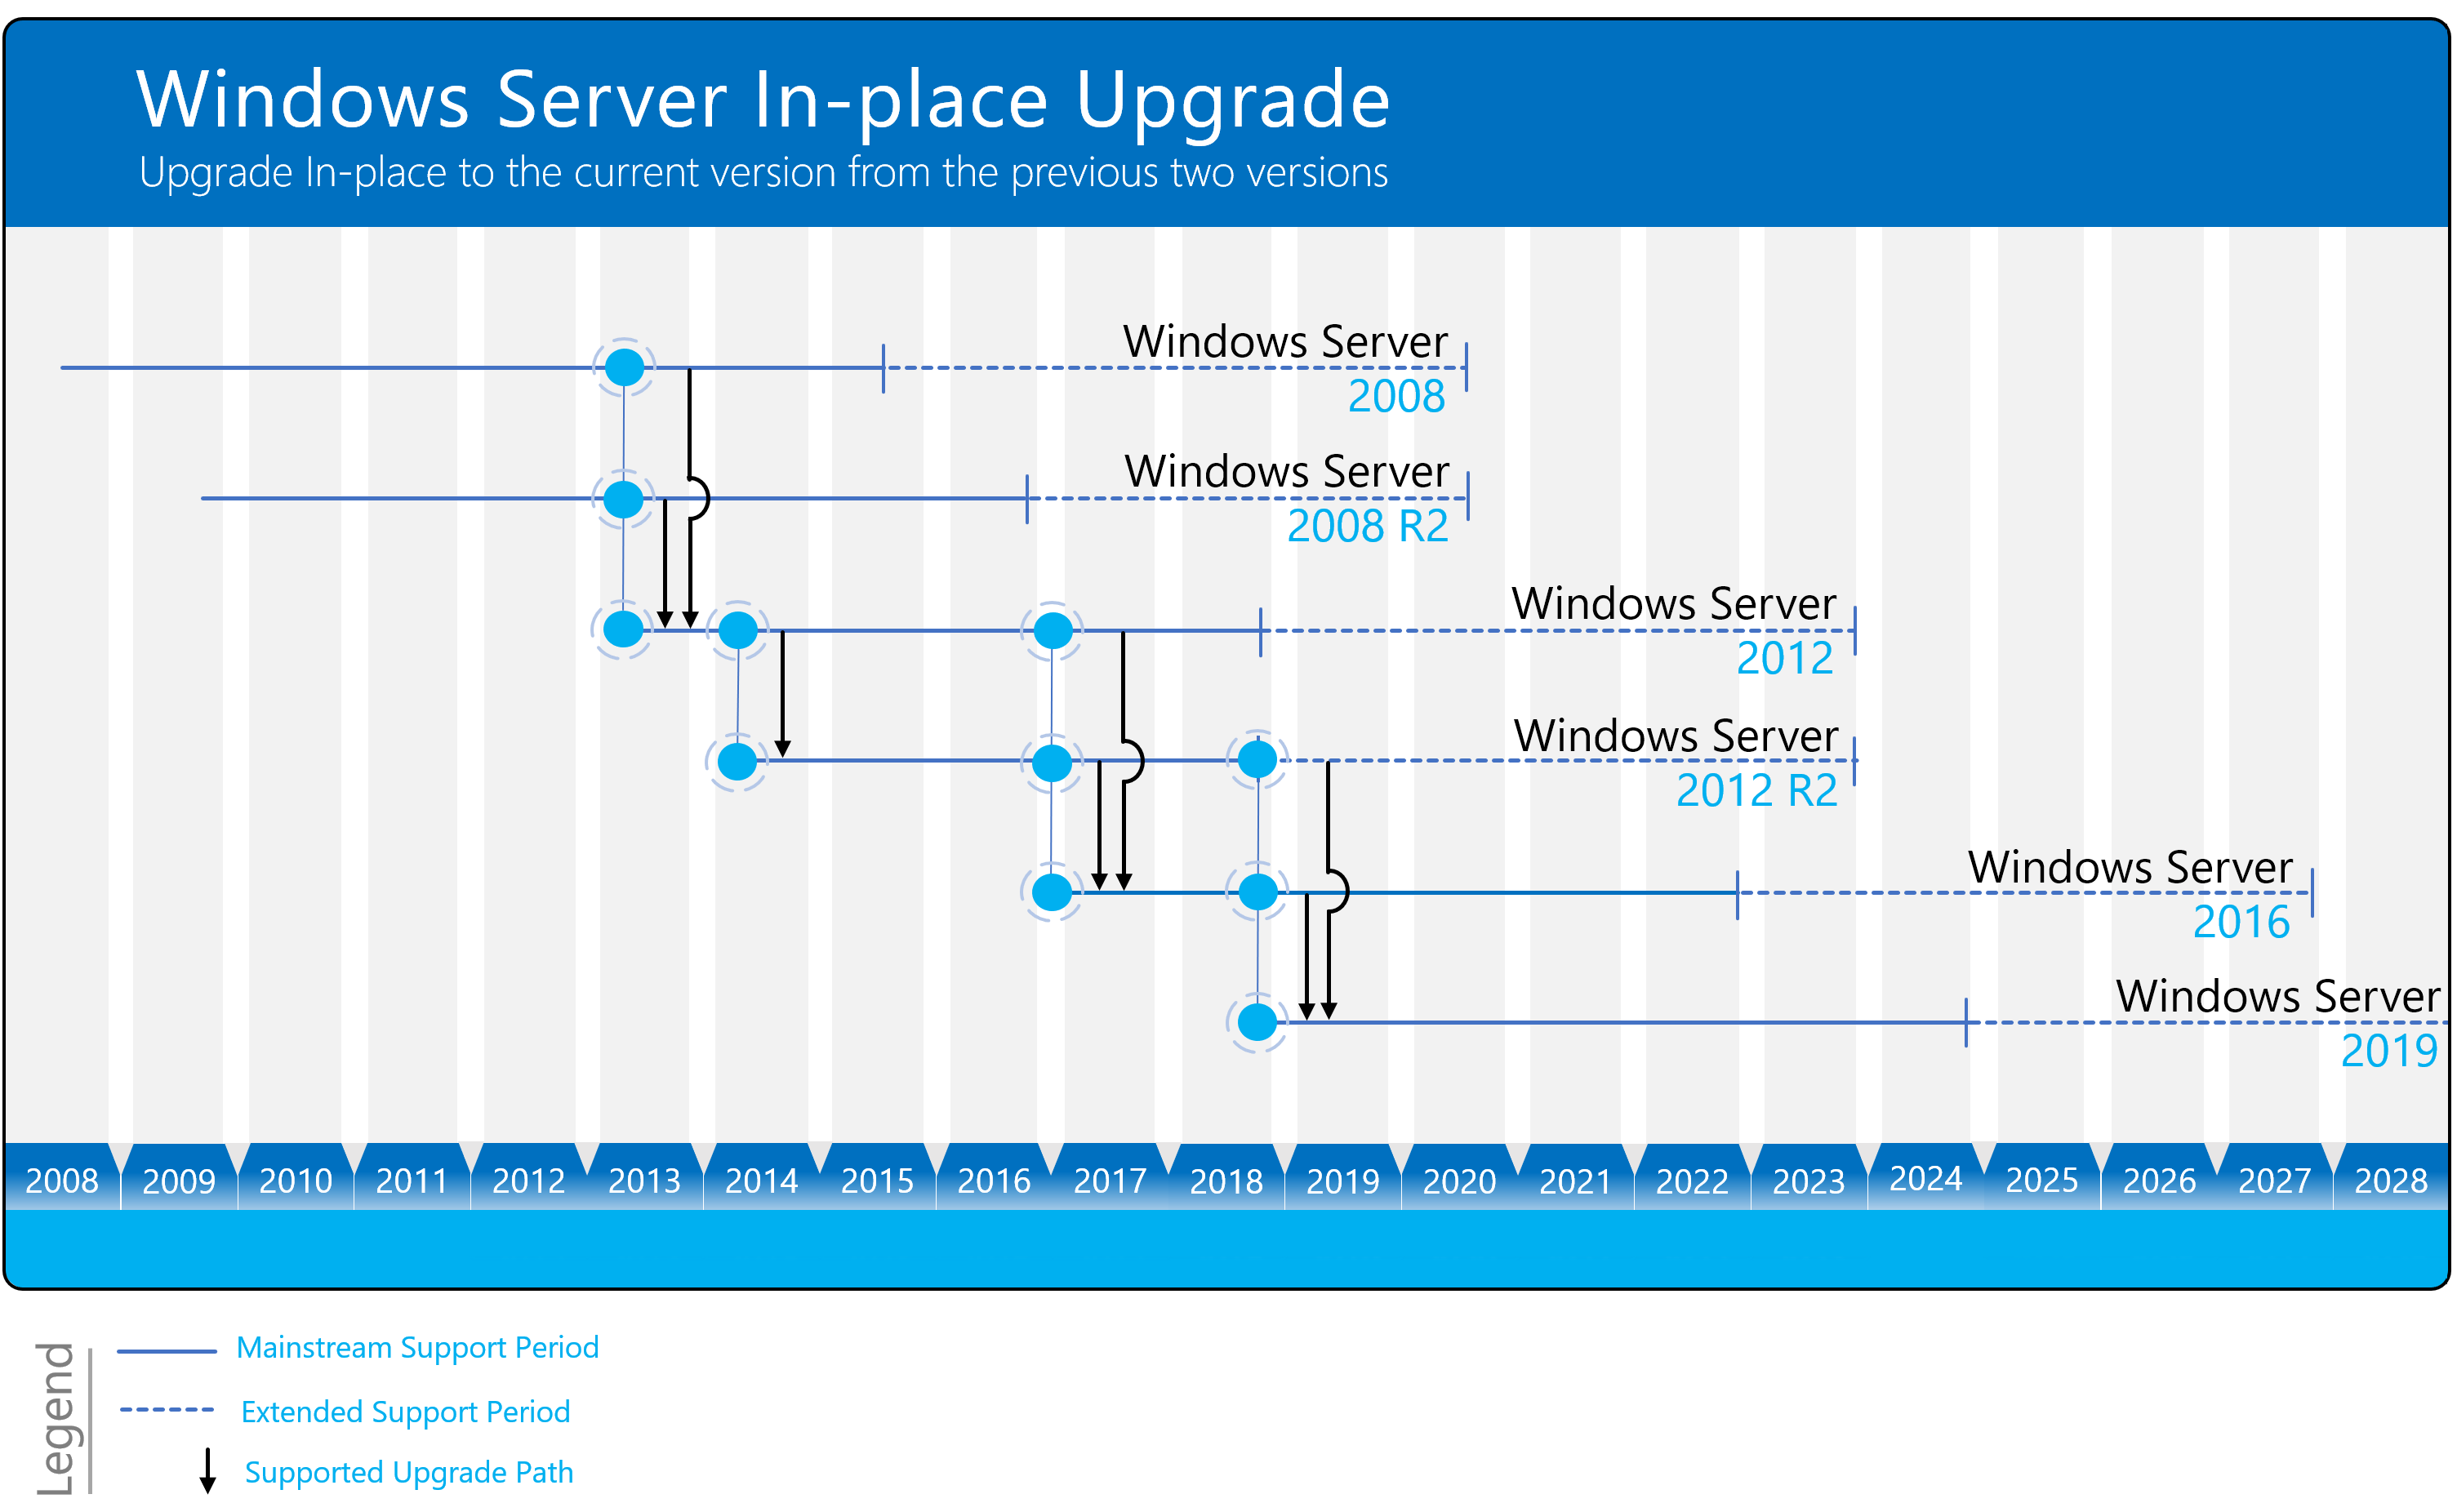 Windows Server In-place Upgrade
Upgrade In-place to the current version from the previous two versions
Windows Server
2008
Windows Server
2008 R2
Windows Server
2012
Windows Server
2012 R2
Windows Server
2016
Windows Server
2019
2008 2009 2010 2011 2012 2013 2014 2015 2016 2017 2018 2019 2020 2021 2022 2023 2024 2025 2026 2027 2028
Legend
Mainstream Support Period
Extended Support Period
Supported Upgrade Path